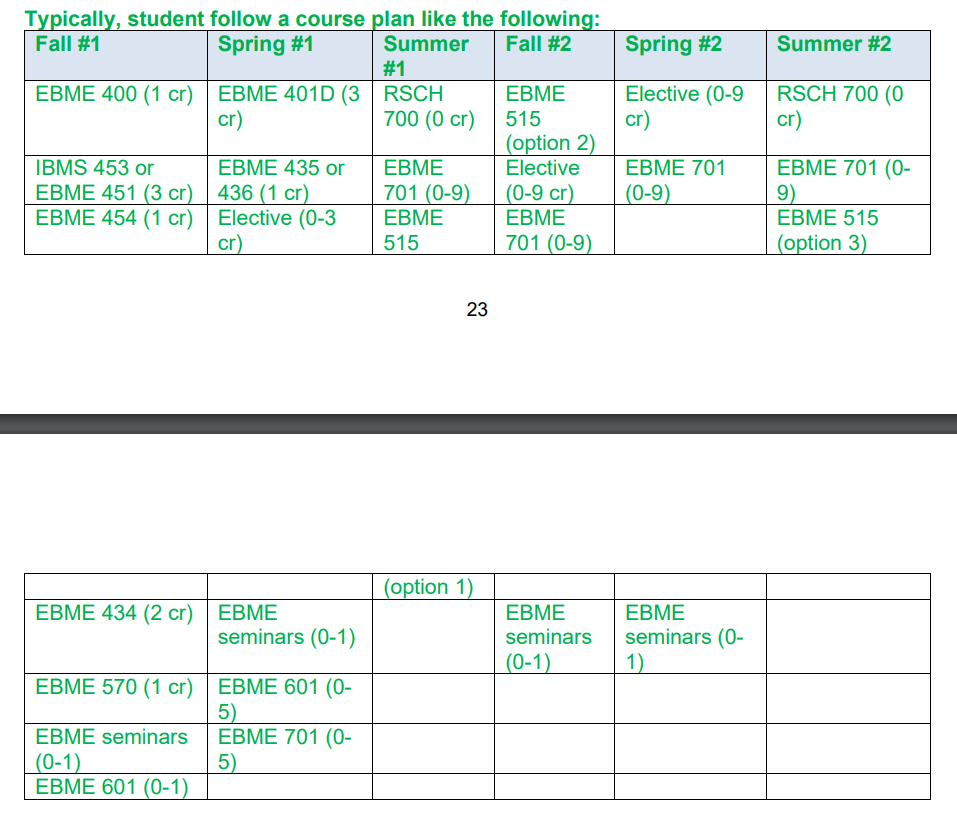 Typically, student follow a course plan like the following:
Fall #1 Spring #1 Summer #1 Fall #2 Spring #2 Summer #2
EBME 400 (1 cr) EBME 401D (3 cr) RSCH 700 (0 cr) EBME 515 (option 2) Elective (0-9 cr) RSCH 700 (0 cr)
IBMS 453 or EBME 451 (3 cr) EBME 435 or 436 (1 cr) EBME 701 (0-9) Elective (0-9 cr) EBME 701 (0-9) EBME 701 (0-9)
EBME 454 (1 cr) Elective (0-3 cr) EBME 515 EBME 701 (0-9) EBME 515 (option 3)
23
(option 1)
EBME 434 (2 cr) EBME seminars (0-1) EBME seminars (0-1) EBME seminars (0-1)
EBME 570 (1 cr) EBME 601 (0-5)
EBME seminars (0-1) EBME 701 (0-5)
EBME 601 (0-1)